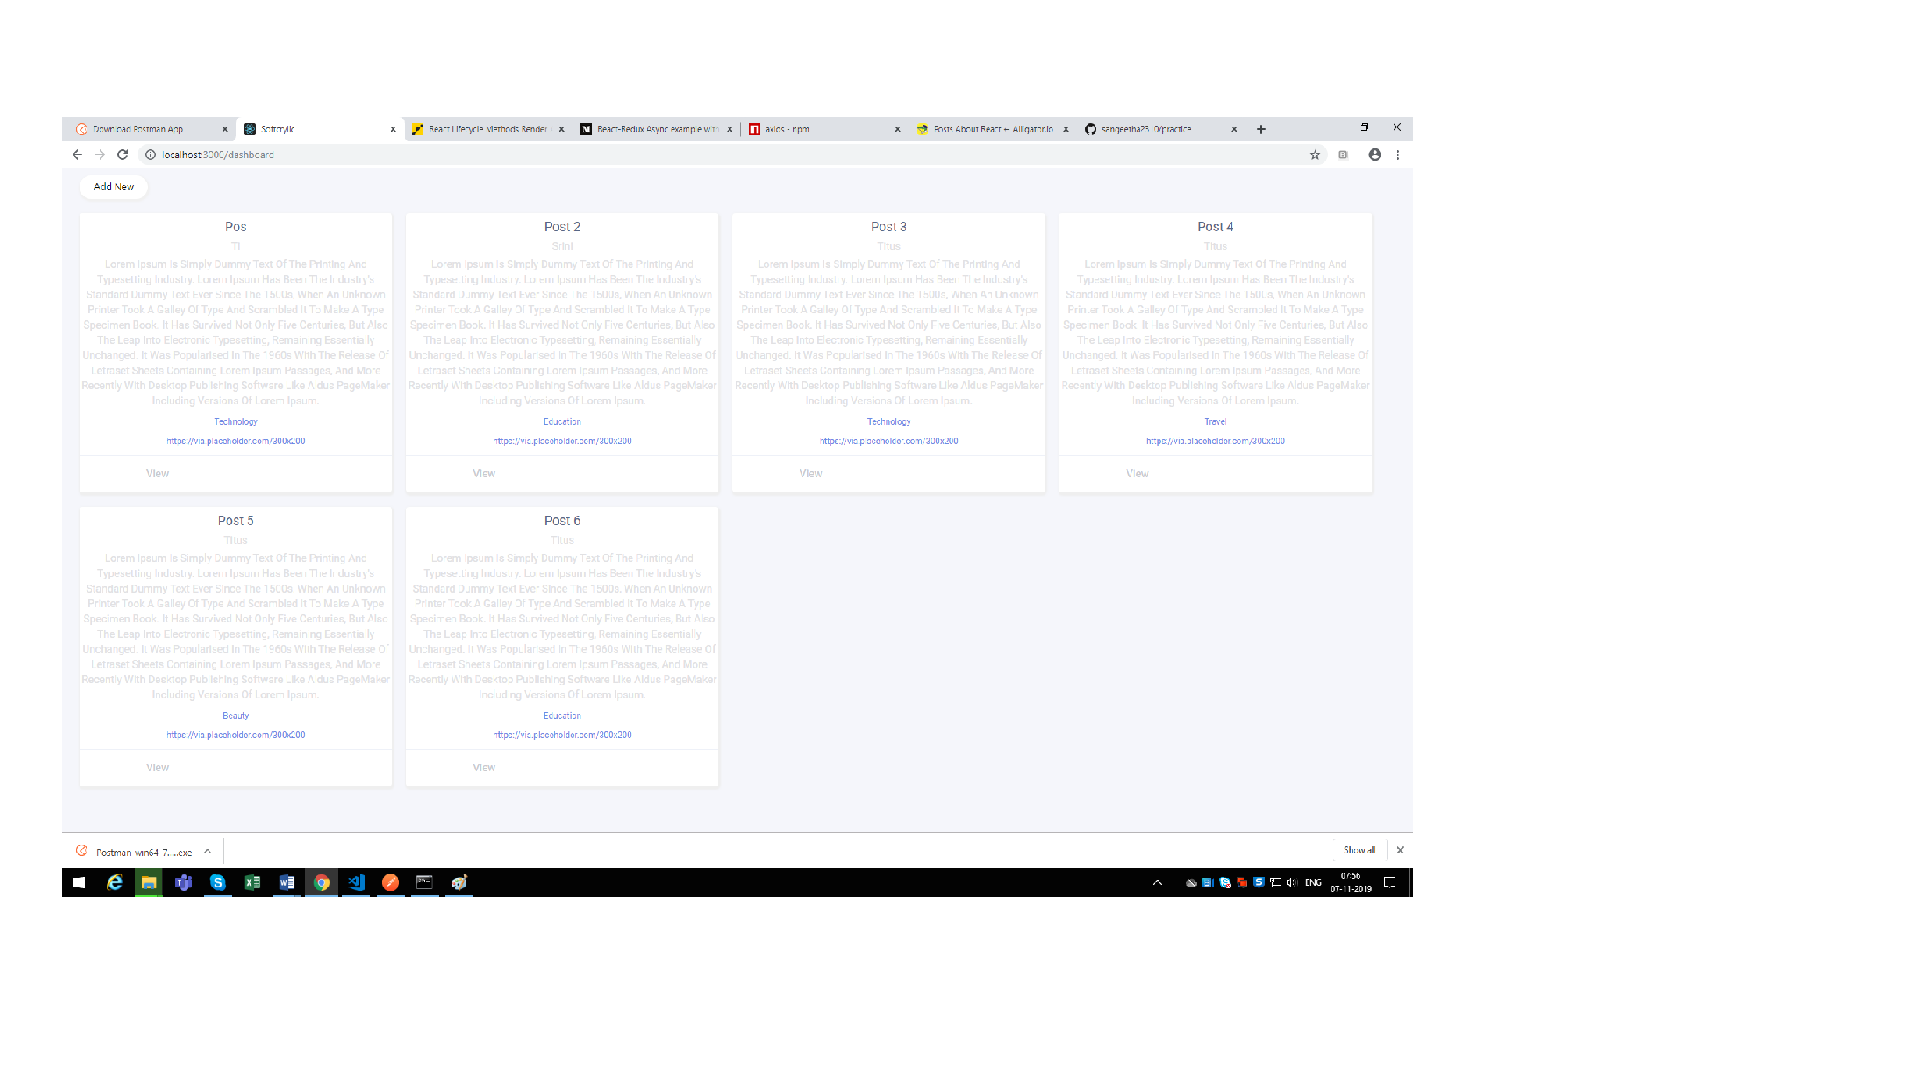 Download Postman App
React Lifecycle Methods Render
React-Redux Async example with
axios - npm
Posts About React ← Alligator.io
localhost:3000/dashboard
Add New
Pos
Ti
Lorem Ipsum Is Simply Dummy Text Of The Printing And
Typesetting Industry. Lorem Ipsum Has Been The Industry's
Standard Dummy Text Ever Since The 1500s, When An Unknown
Printer Took A Galley Of Type And Scrambled It To Make A Type
Specimen Book. It Has Survived Not Only Five Centuries, But Also
The Leap Into Electronic Typesetting, Remaining Essentially
Unchanged. It Was Popularised In The 1960s With The Release Of
Letraset Sheets Containing Lorem Ipsum Passages, And More
Recently With Desktop Publishing Software Like Aldus PageMaker
Including Versions Of Lorem Ipsum.
Technology
https://via.placeholder.com/300x200
View
Post 2
Srini
Lorem Ipsum Is Simply Dummy Text Of The Printing And
Typesetting Industry. Lorem Ipsum Has Been The Industry's
Standard Dummy Text Ever Since The 1500s, When An Unknown
Printer Took A Galley Of Type And Scrambled It To Make A Type
Specimen Book. It Has Survived Not Only Five Centuries, But Also
The Leap Into Electronic Typesetting, Remaining Essentially
Unchanged. It Was Popularised In The 1960s With The Release Of
Letraset Sheets Containing Lorem Ipsum Passages, And More
Recently With Desktop Publishing Software Like Aldus PageMaker
Including Versions Of Lorem Ipsum.
Education
https://via.placeholder.com/300x200
View
Post 3
Titus
Lorem Ipsum Is Simply Dummy Text Of The Printing And
Typesetting Industry. Lorem Ipsum Has Been The Industry's
Standard Dummy Text Ever Since The 1500s, When An Unknown
Printer Took A Galley Of Type And Scrambled It To Make A Type
Specimen Book. It Has Survived Not Only Five Centuries, But Also
The Leap Into Electronic Typesetting, Remaining Essentially
Unchanged. It Was Popularised In The 1960s With The Release Of
Letraset Sheets Containing Lorem Ipsum Passages, And More
Recently With Desktop Publishing Software Like Aldus PageMaker
Including Versions Of Lorem Ipsum.
Technology
https://via.placeholder.com/300x200
View
Post 4
Titus
Lorem Ipsum Is Simply Dummy Text Of The Printing And
Typesetting Industry. Lorem Ipsum Has Been The Industry's
Standard Dummy Text Ever Since The 1500s, When An Unknown
Printer Took A Galley Of Type And Scrambled It To Make A Type
Specimen Book. It Has Survived Not Only Five Centuries, But Also
The Leap Into Electronic Typesetting, Remaining Essentially
Unchanged. It Was Popularised In The 1960s With The Release Of
Letraset Sheets Containing Lorem Ipsum Passages, And More
Recently With Desktop Publishing Software Like Aldus PageMaker
Including Versions Of Lorem Ipsum.
Travel
https://via.placeholder.com/300x200
View
Post 5
Titus
Lorem Ipsum Is Simply Dummy Text Of The Printing And
Typesetting Industry. Lorem Ipsum Has Been The Industry's
Standard Dummy Text Ever Since The 1500s, When An Unknown
Printer Took A Galley Of Type And Scrambled It To Make A Type
Specimen Book. It Has Survived Not Only Five Centuries, But Also
The Leap Into Electronic Typesetting, Remaining Essentially
Unchanged. It Was Popularised In The 1960s With The Release Of
Letraset Sheets Containing Lorem Ipsum Passages, And More
Recently With Desktop Publishing Software Like Aldus PageMaker
Including Versions Of Lorem Ipsum.
Beauty
https://via.placeholder.com/300x200
View
Post 6
Titus
Lorem Ipsum Is Simply Dummy Text Of The Printing And
Typesetting Industry. Lorem Ipsum Has Been The Industry's
Standard Dummy Text Ever Since The 1500s, When An Unknown
Printer Took A Galley Of Type And Scrambled It To Make A Type
Specimen Book. It Has Survived Not Only Five Centuries, But Also
The Leap Into Electronic Typesetting, Remaining Essentially
Unchanged. It Was Popularised In The 1960s With The Release Of
Letraset Sheets Containing Lorem Ipsum Passages, And More
Recently With Desktop Publishing Software Like Aldus PageMaker
Including Versions Of Lorem Ipsum.
Education
https://via.placeholder.com/300x200
View
Postman-win64-7....exe
Show all
ENG
07:56
07-11-2019